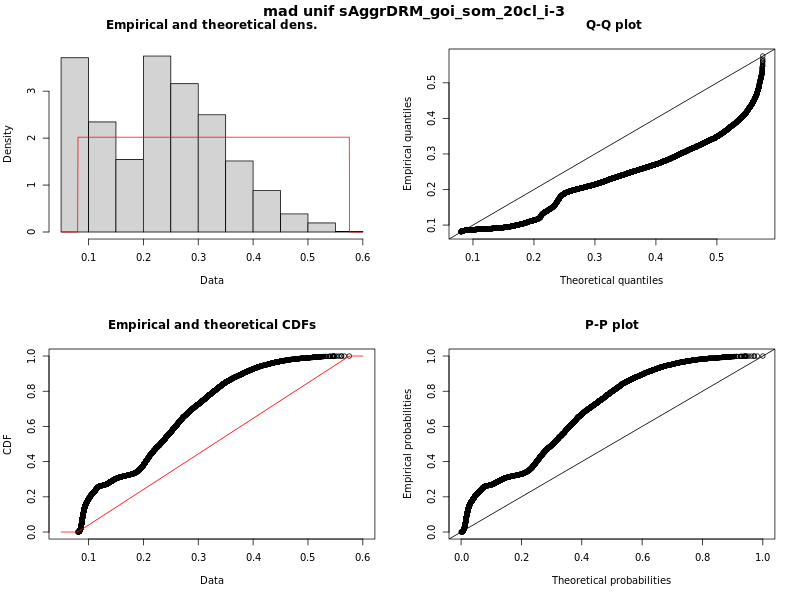 mad unif sAggrDRM_goi_som_20cl_i-3
Empirical and theoretical dens.
Density
0 1 2 3
0.1 0.2 0.3 0.4 0.5 0.6
Data
Q-Q plot
Empirical quantiles
0.1 0.2 0.3 0.4 0.5
0.1 0.2 0.3 0.4 0.5
Theoretical quantiles
Empirical and theoretical CDFs
CDF
0.0 0.2 0.4 0.6 0.8 1.0
0.1 0.2 0.3 0.4 0.5 0.6
Data
P-P plot
Empirical probabilities
0.0 0.2 0.4 0.6 0.8 1.0
0.0 0.2 0.4 0.6 0.8 1.0
Theoretical probabilities